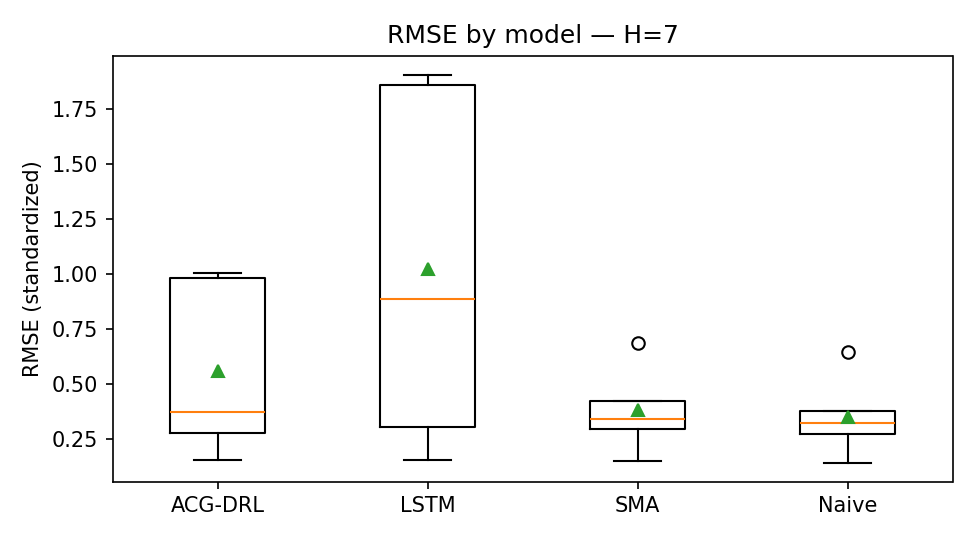 RMSE by model — H=7
RMSE (standardized)
1.75
1.50
1.25
1.00
0.75
0.50
0.25
ACG-DRL LSTM SMA Naive